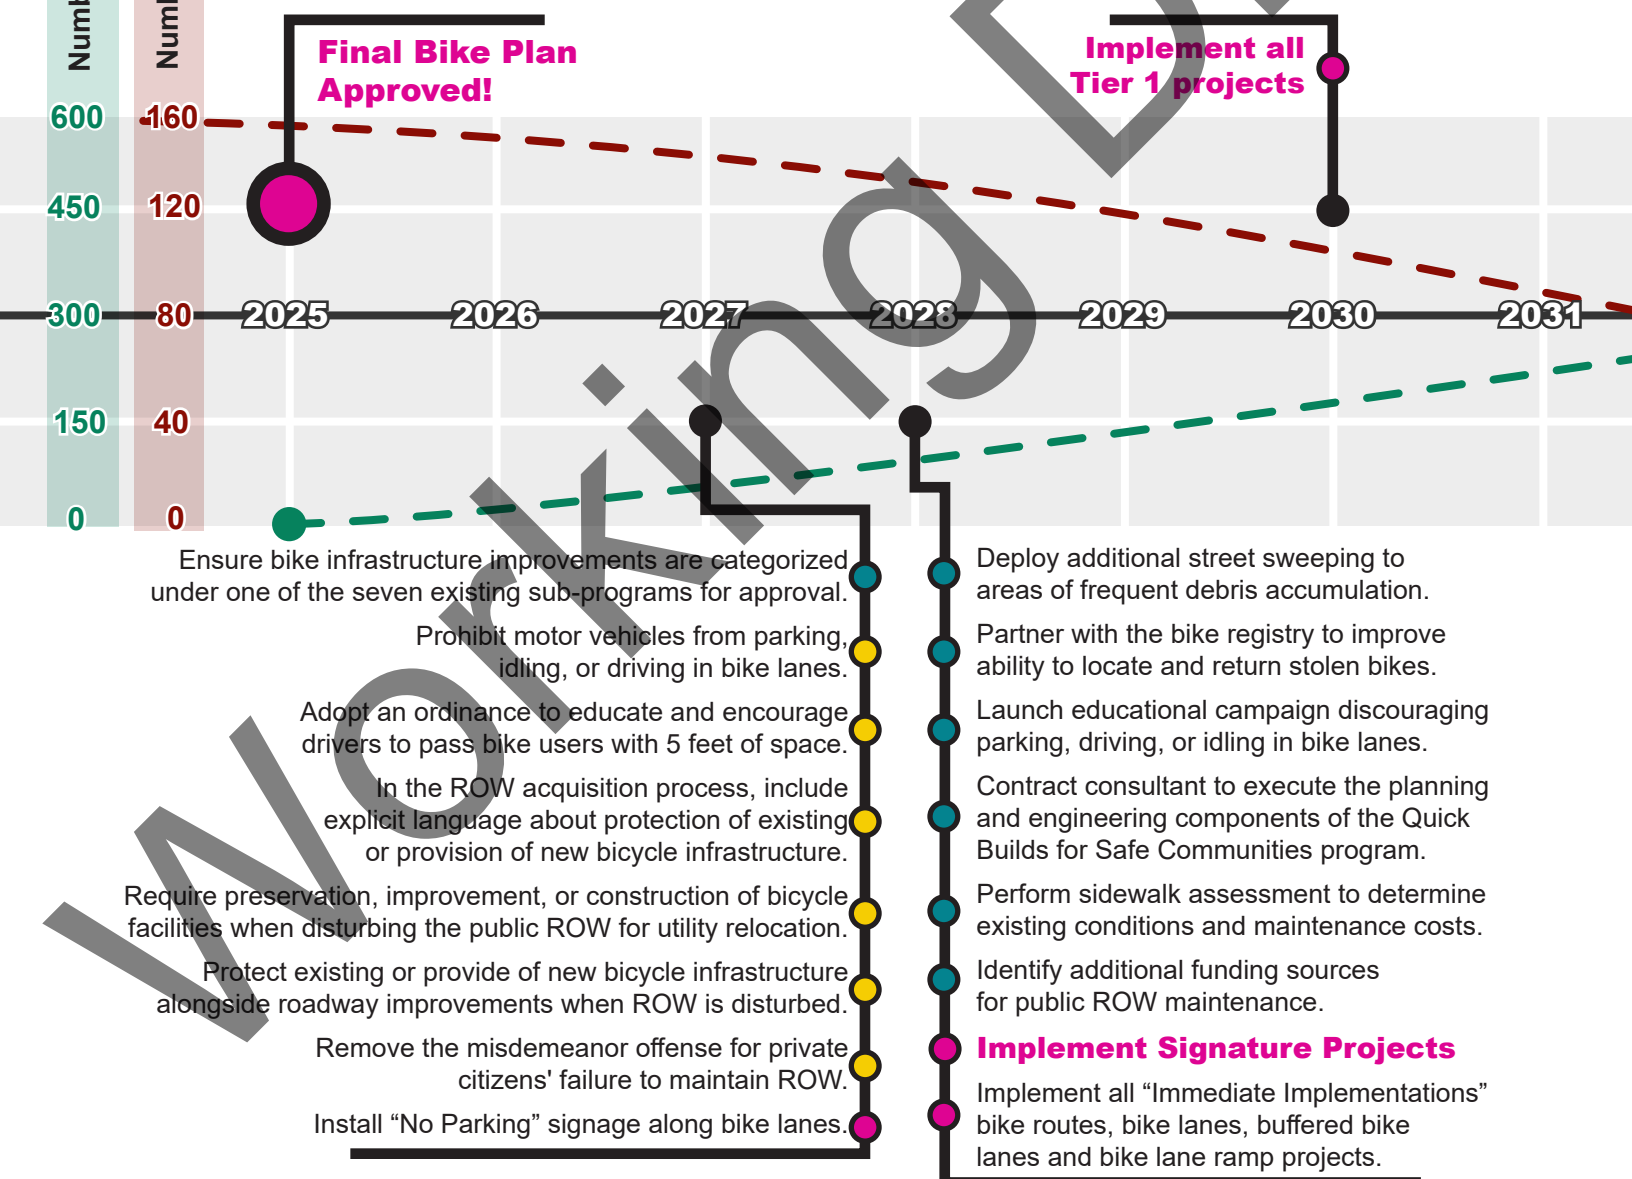 Numb
Numb
Final Bike Plan
Approved!
Implement all
Tier 1 projects
600
160
450
120
300
80
2025
2026
2027
2028
2029
2030
2031
150
40
0
0
Ensure bike infrastructure improvements are categorized
under one of the seven existing sub-programs for approval.
Prohibit motor vehicles from parking,
idling, or driving in bike lanes.
Adopt an ordinance to educate and encourage
drivers to pass bike users with 5 feet of space.
In the ROW acquisition process, include
explicit language about protection of existing
or provision of new bicycle infrastructure.
Require preservation, improvement, or construction of bicycle
facilities when disturbing the public ROW for utility relocation.
Protect existing or provide of new bicycle infrastructure
alongside roadway improvements when ROW is disturbed.
Remove the misdemeanor offense for private
citizens' failure to maintain ROW.
Install “No Parking” signage along bike lanes.
Deploy additional street sweeping to
areas of frequent debris accumulation.
Partner with the bike registry to improve
ability to locate and return stolen bikes.
Launch educational campaign discouraging
parking, driving, or idling in bike lanes.
Contract consultant to execute the planning
and engineering components of the Quick
Builds for Safe Communities program.
Perform sidewalk assessment to determine
existing conditions and maintenance costs.
Identify additional funding sources
for public ROW maintenance.
Implement Signature Projects
Implement all “Immediate Implementations”
bike routes, bike lanes, buffered bike
lanes and bike lane ramp projects.
Working D